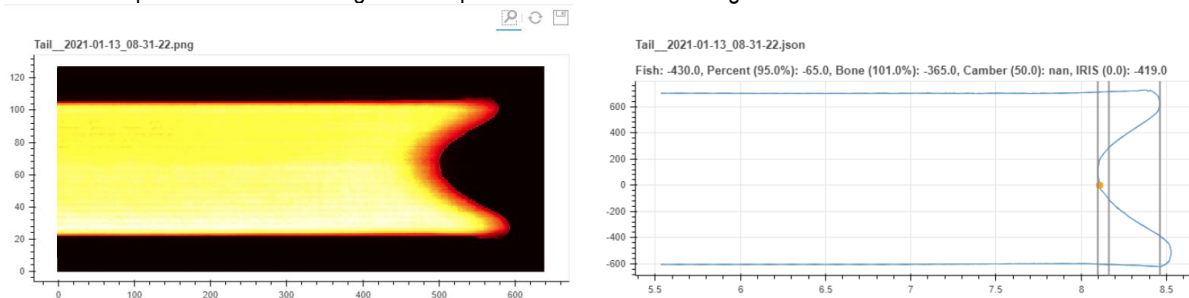 Tail__2021-01-13_08-31-22.png
120
100
80
60
40
20
0
0 100 200 300 400 500 600
Tail__2021-01-13_08-31-22.json
Fish: -430.0, Percent (95.0%): -65.0, Bone (101.0%): -365.0, Camber (50.0): nan, IRIS (0.0): -419.0
600
400
200
0
-200
-400
-600
5.5 6 6.5 7 7.5 8 8.5